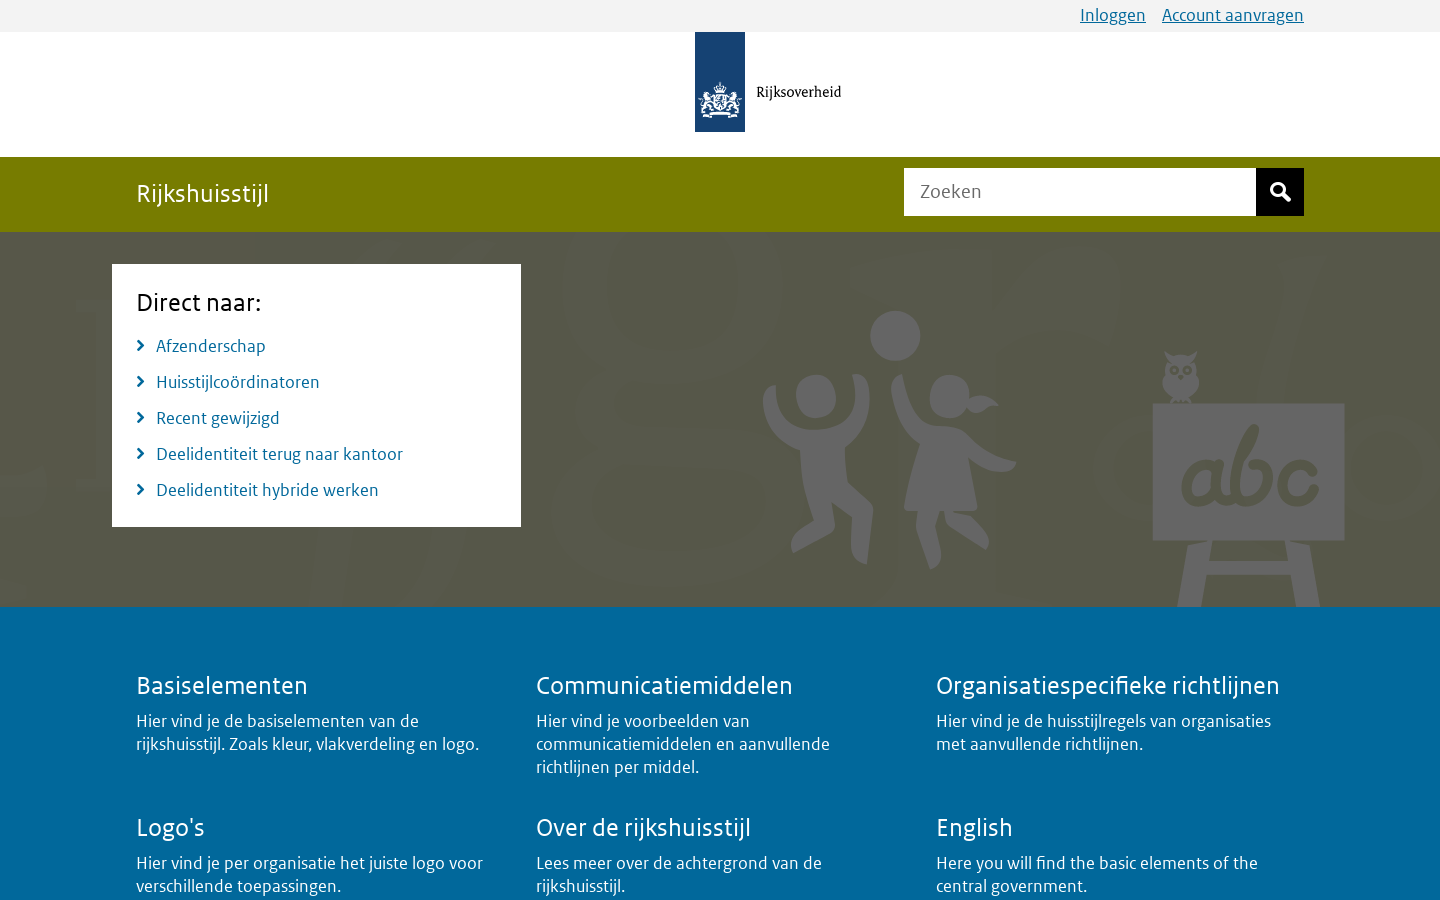 Inloggen Account aanvragen
Rijksoverheid
Rijkshuisstijl
Zoeken
Direct naar:
Afzenderschap
Huisstijlcoördinatoren
Recent gewijzigd
Deelidentiteit terug naar kantoor
Deelidentiteit hybride werken
abc
Basiselementen
Hier vind je de basiselementen van de
rijkshuisstijl. Zoals kleur, vlakverdeling en logo.
Communicatiemiddelen
Hier vind je voorbeelden van
communicatiemiddelen en aanvullende
richtlijnen per middel.
Organisatiespecifieke richtlijnen
Hier vind je de huisstijlregels van organisaties
met aanvullende richtlijnen.
Logo's
Hier vind je per organisatie het juiste logo voor
verschillende toepassingen.
Over de rijkshuisstijl
Lees meer over de achtergrond van de
rijkshuisstijl.
English
Here you will find the basic elements of the
central government.